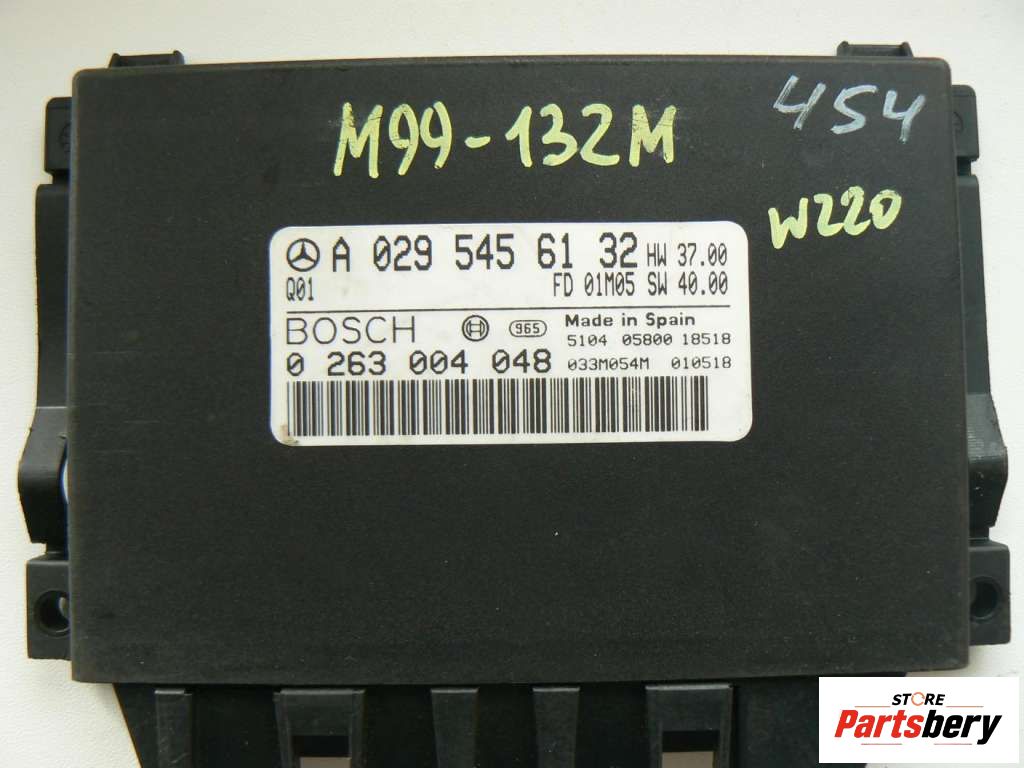 454
M99-132M
W220
A 029 545 61 32 HW 37.00
Q01 FD 01M05 SW 40.00
BOSCH 965 Made in Spain
5104 05800 18518
0 263 004 048 033M054M 010518
STORE
Partsbery